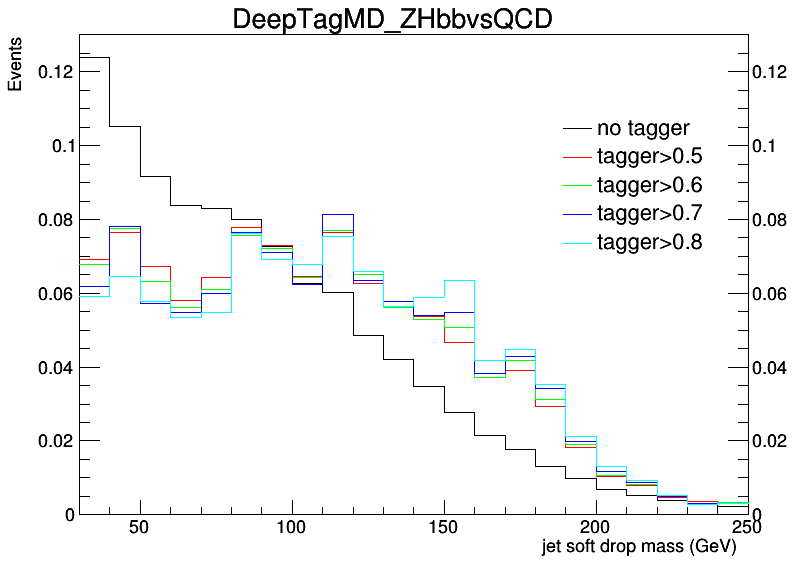 DeepTagMD_ZHbbvsQCD
Events
0.12
0.1
0.08
0.06
0.04
0.02
0
0.12
0.1
0.08
0.06
0.04
0.02
0
no tagger
tagger>0.5
tagger>0.6
tagger>0.7
tagger>0.8
50
100
150
200
250
jet soft drop mass (GeV)